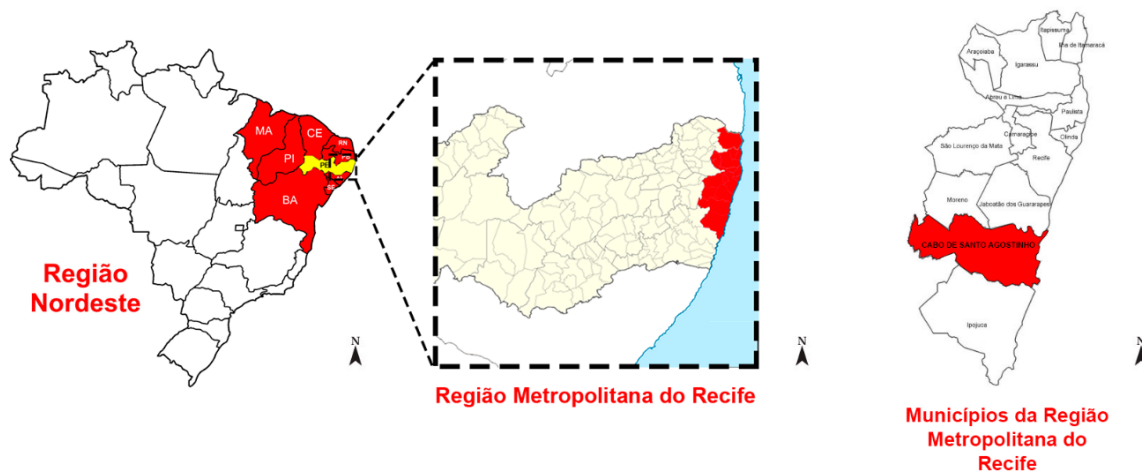 MA
CE
RN
PI
PE
SE
BA
Região
Nordeste
N
Região Metropolitana do Recife
N
Itapissuma
Ilha de Itamaracá
Araçoiaba
Igarassu
Abreu e Lima
Paulista
Camaragibe
Olinda
São Lourenço da Mata
Recife
Moreno
Jaboatão dos Guararapes
CABO DE SANTO AGOSTINHO
Ipojuca
N
Municípios da Região
Metropolitana do
Recife